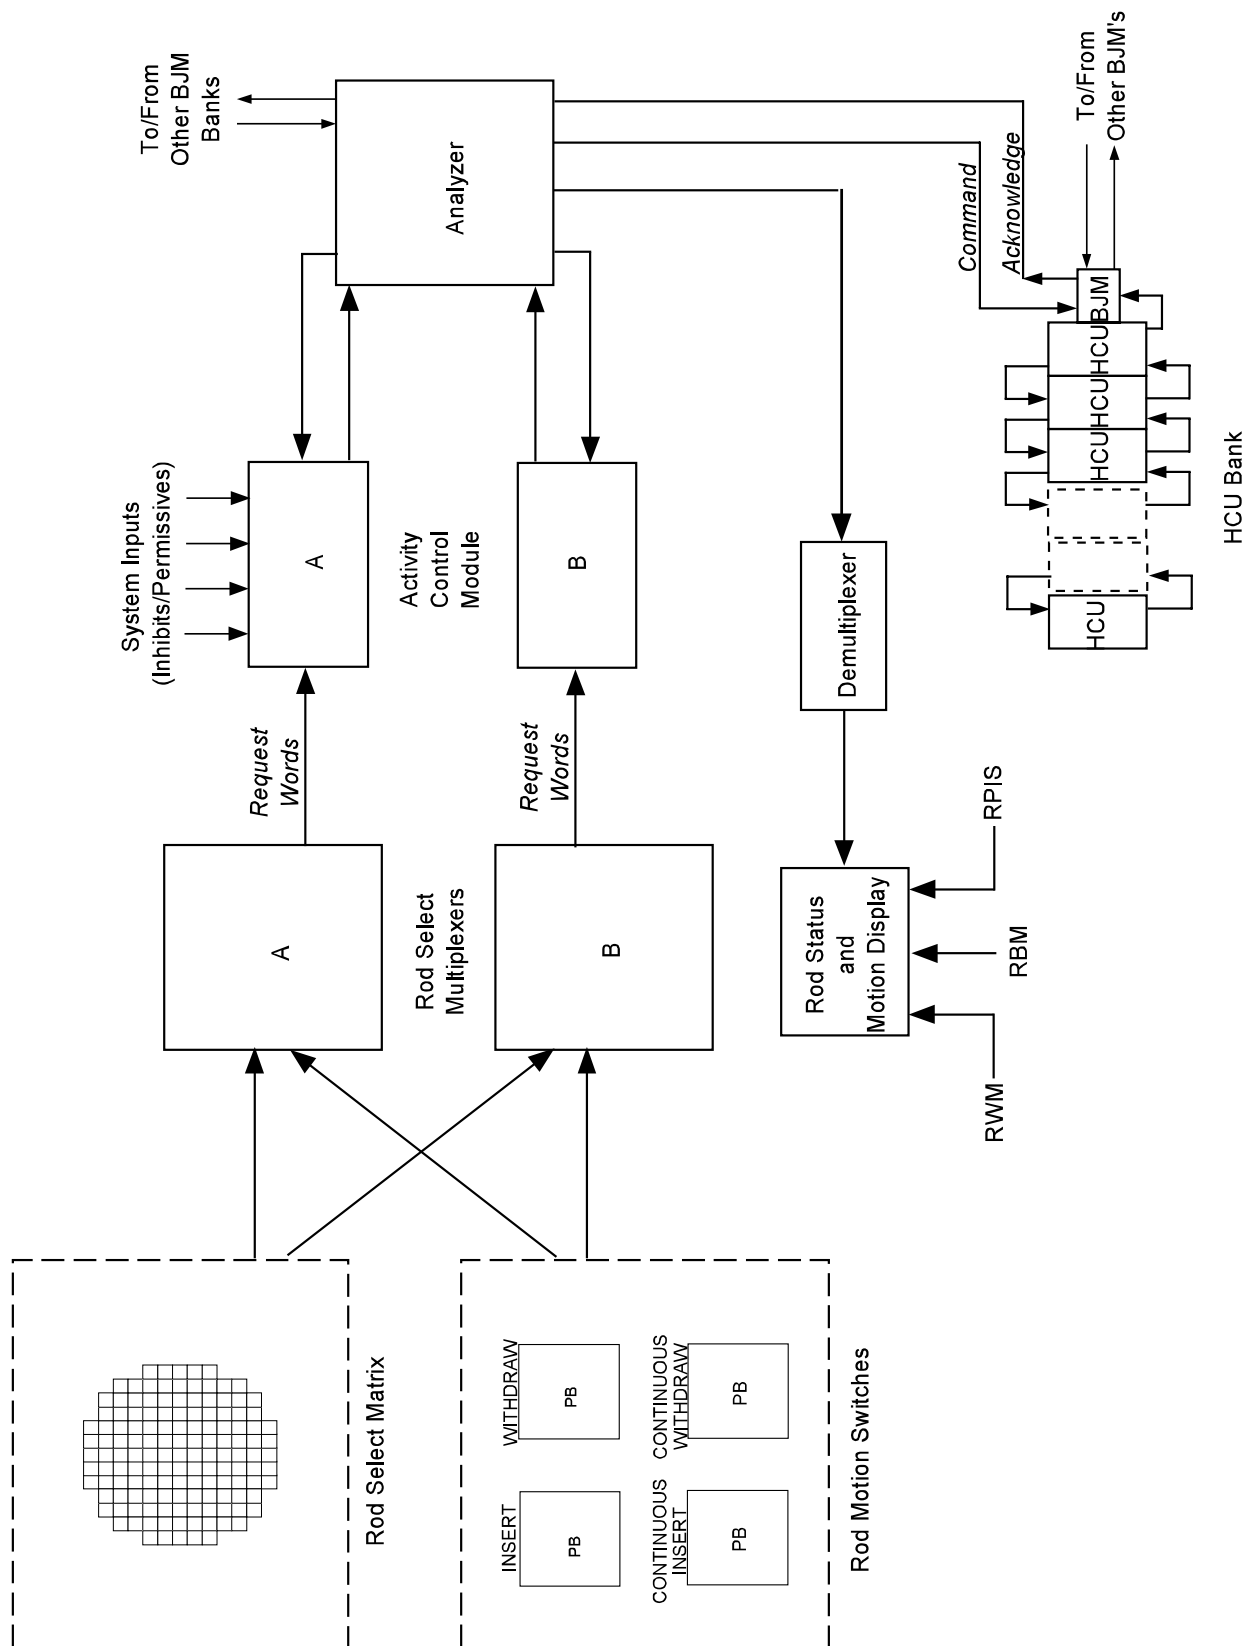 Rod Select Matrix
INSERT
PB
WITHDRAW
PB
CONTINUOUS
INSERT
PB
CONTINUOUS
WITHDRAW
PB
Rod Motion Switches
A
Rod Select
Multiplexers
B
Request
Words
Request
Words
System Inputs
(Inhibits/Permissives)
A
Activity
Control
Module
B
To/From
Other BJM
Banks
Analyzer
Demultiplexer
Rod Status
and
Motion Display
RWM
RBM
RPIS
Command
Acknowledge
To/From
Other BJM's
HCU
HCU
HCU
HCU
BJM
HCU Bank